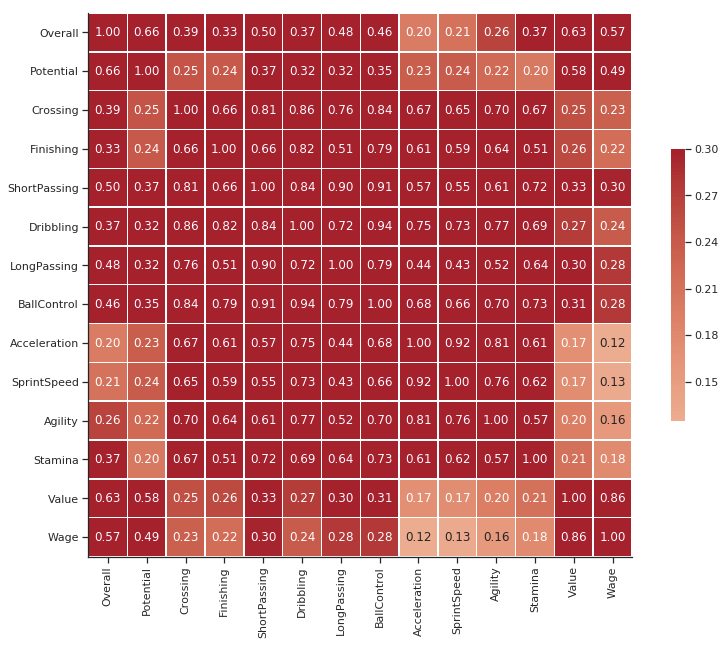 Overall 1.00 0.66 0.39 0.33 0.50 0.37 0.48 0.46 0.20 0.21 0.26 0.37 0.63 0.57
Potential 0.66 1.00 0.25 0.24 0.37 0.32 0.32 0.35 0.23 0.24 0.22 0.20 0.58 0.49
Crossing 0.39 0.25 1.00 0.66 0.81 0.86 0.76 0.84 0.67 0.65 0.70 0.67 0.25 0.23
Finishing 0.33 0.24 0.66 1.00 0.66 0.82 0.51 0.79 0.61 0.59 0.64 0.51 0.26 0.22
ShortPassing 0.50 0.37 0.81 0.66 1.00 0.84 0.90 0.91 0.57 0.55 0.61 0.72 0.33 0.30
Dribbling 0.37 0.32 0.86 0.82 0.84 1.00 0.72 0.94 0.75 0.73 0.77 0.69 0.27 0.24
LongPassing 0.48 0.32 0.76 0.51 0.90 0.72 1.00 0.79 0.44 0.43 0.52 0.64 0.30 0.28
BallControl 0.46 0.35 0.84 0.79 0.91 0.94 0.79 1.00 0.68 0.66 0.70 0.73 0.31 0.28
Acceleration 0.20 0.23 0.67 0.61 0.57 0.75 0.44 0.68 1.00 0.92 0.81 0.61 0.17 0.12
SprintSpeed 0.21 0.24 0.65 0.59 0.55 0.73 0.43 0.66 0.92 1.00 0.76 0.62 0.17 0.13
Agility 0.26 0.22 0.70 0.64 0.61 0.77 0.52 0.70 0.81 0.76 1.00 0.57 0.20 0.16
Stamina 0.37 0.20 0.67 0.51 0.72 0.69 0.64 0.73 0.61 0.62 0.57 1.00 0.21 0.18
Value 0.63 0.58 0.25 0.26 0.33 0.27 0.30 0.31 0.17 0.17 0.20 0.21 1.00 0.86
Wage 0.57 0.49 0.23 0.22 0.30 0.24 0.28 0.28 0.12 0.13 0.16 0.18 0.86 1.00
Overall Potential Crossing Finishing ShortPassing Dribbling LongPassing BallControl Acceleration SprintSpeed Agility Stamina Value Wage
0.30
0.27
0.24
0.21
0.18
0.15